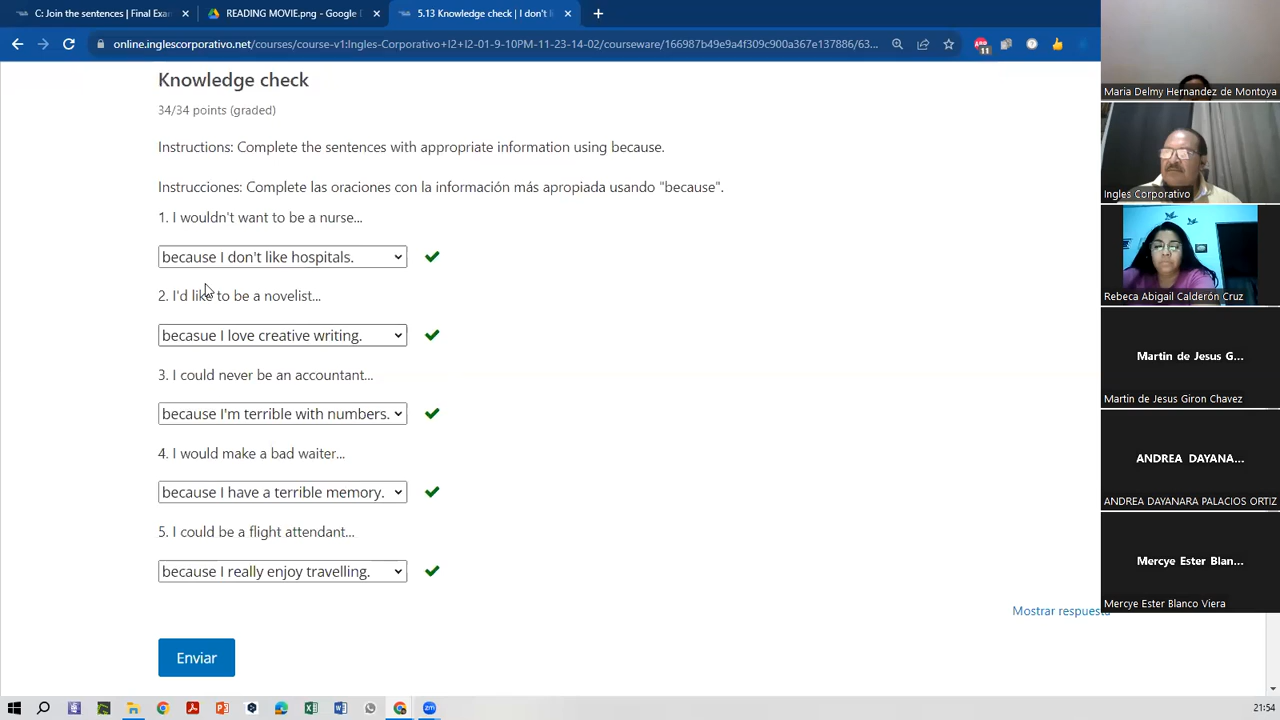 C: Join the sentences | Final Exa
READING MOVIE.png - Google
5.13 Knowledge check | I don't
online.inglescorporativo.net/courses/course-v1:Ingles-Corporativo+I2+I2-01-9-10PM-11-23-14-02/courseware/166987b49e9a4f309c900a367e137886/63...
11
Knowledge check
34/34 points (graded)
Instructions: Complete the sentences with appropriate information using because.
Instrucciones: Complete las oraciones con la información más apropiada usando "because".
1. I wouldn't want to be a nurse...
because I don't like hospitals.
2. I'd like to be a novelist...
becasue I love creative writing.
3. I could never be an accountant...
because I'm terrible with numbers.
4. I would make a bad waiter...
because I have a terrible memory.
5. I could be a flight attendant...
because I really enjoy travelling.
Mostrar respuesta
Enviar
Maria Delmy Hernandez de Montoya
Ingles Corporativo
Rebeca Abigail Calderón Cruz
Martin de Jesus G...
Martin de Jesus Giron Chavez
ANDREA DAYANA...
ANDREA DAYANARA PALACIOS ORTIZ
Mercye Ester Blan...
Mercye Ester Blanco Viera
zm
21:54